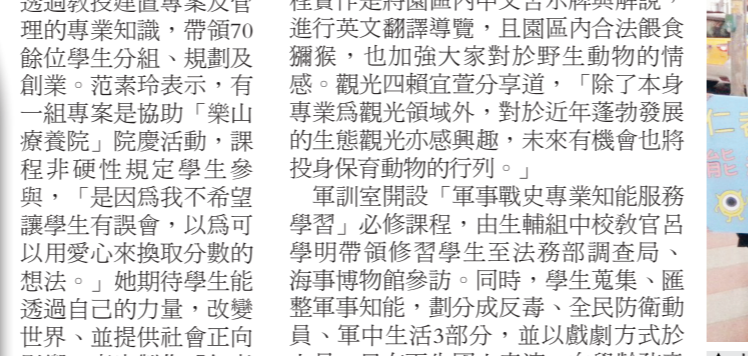 理的專業知識，帶領70
餘位學生分組、規劃及
創業。范素玲表示，有
一組專案是協助「樂山
療養院」院慶活動，課
程非硬性規定學生參
與，「是因爲我不希望
讓學生有誤會，以爲可
以用愛心來換取分數的
想法。」她期待學生能
透過自己的力量，改變
世界、並提供社會正向
進行英文翻譯導覽，且園區內合法餵食
獼猴，也加強大家對於野生動物的情
感。觀光四賴宜萱分享道，「除了本身
專業爲觀光領域外，對於近年蓬勃發展
的生態觀光亦感興趣，未來有機會也將
投身保育動物的行列。」
軍訓室開設「軍事戰史專業知能服務
學習」必修課程，由生輔組中校教官呂
學明帶領修習學生至法務部調查局、
海事博物館參訪。同時，學生蒐集、匯
整軍事知能，劃分成反毒、全民防衛動
員、軍中生活3部分，並以戲劇方式於